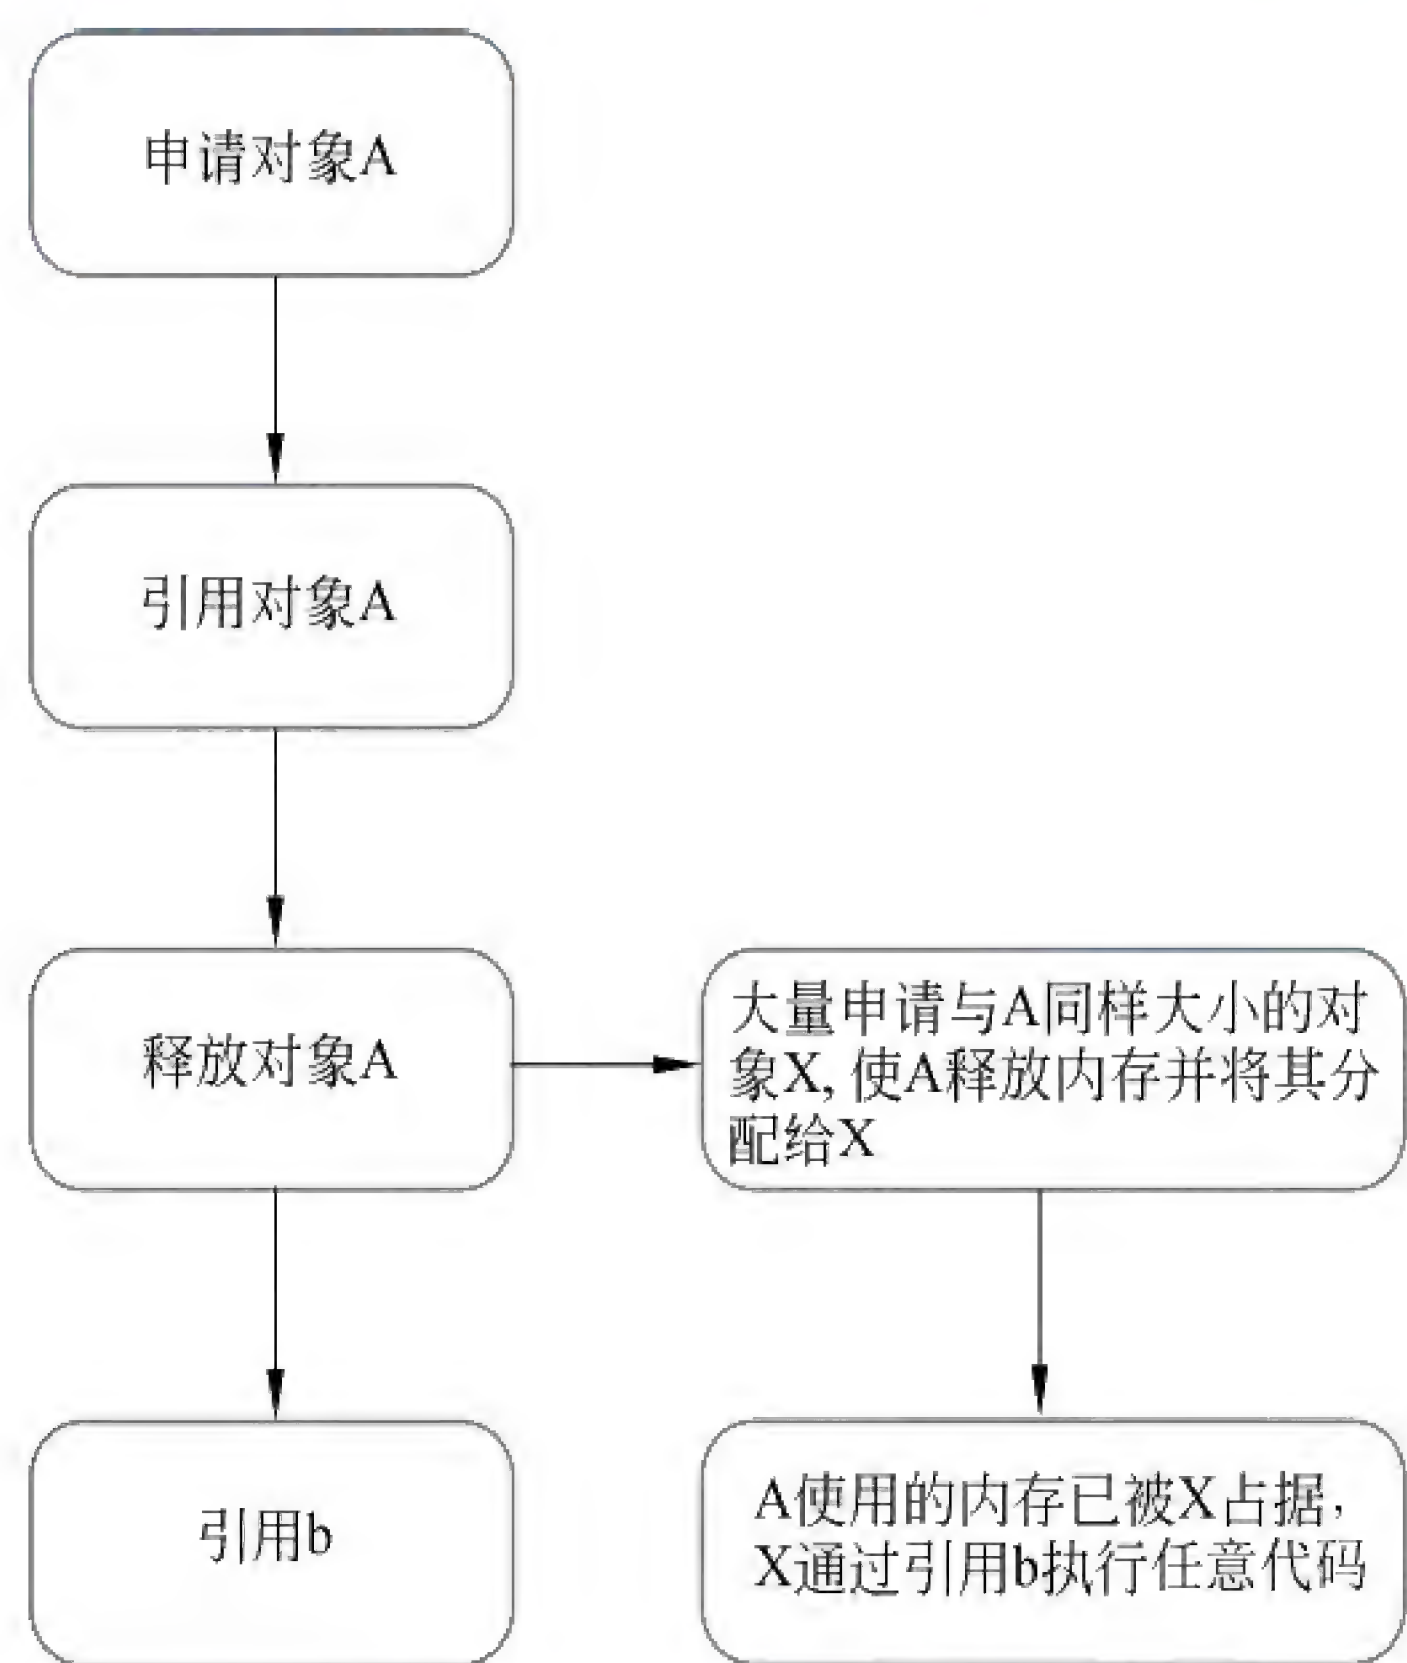 申请对象A
引用对象A
释放对象A
大量申请与A同样大小的对
象X, 使A释放内存并将其分
配给X
引用b
A使用的内存已被X占据，
X通过引用b执行任意代码